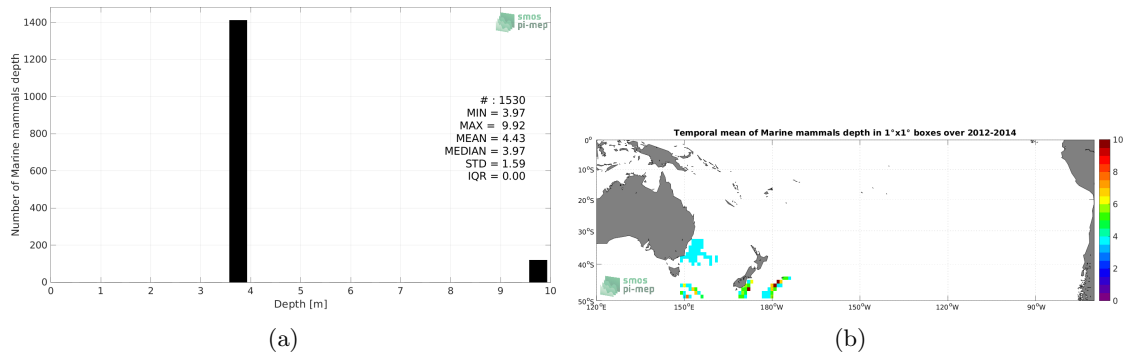 1400
1200
1000
800
600
400
200
0
Number of Marine mammals depth
smos
pi-mep
# : 1530
MIN = 3.97
MAX = 9.92
MEAN = 4.43
MEDIAN = 3.97
STD = 1.59
IQR = 0.00
0 1 2 3 4 5 6 7 8 9 10
Depth [m]
(a)
Temporal mean of Marine mammals depth in 1°x1° boxes over 2012-2014
0°
10°S
20°S
30°S
40°S
50°S
120°E 150°E 180°W 150°W 120°W 90°W
smos
pi-mep
10
8
6
4
2
0
(b)